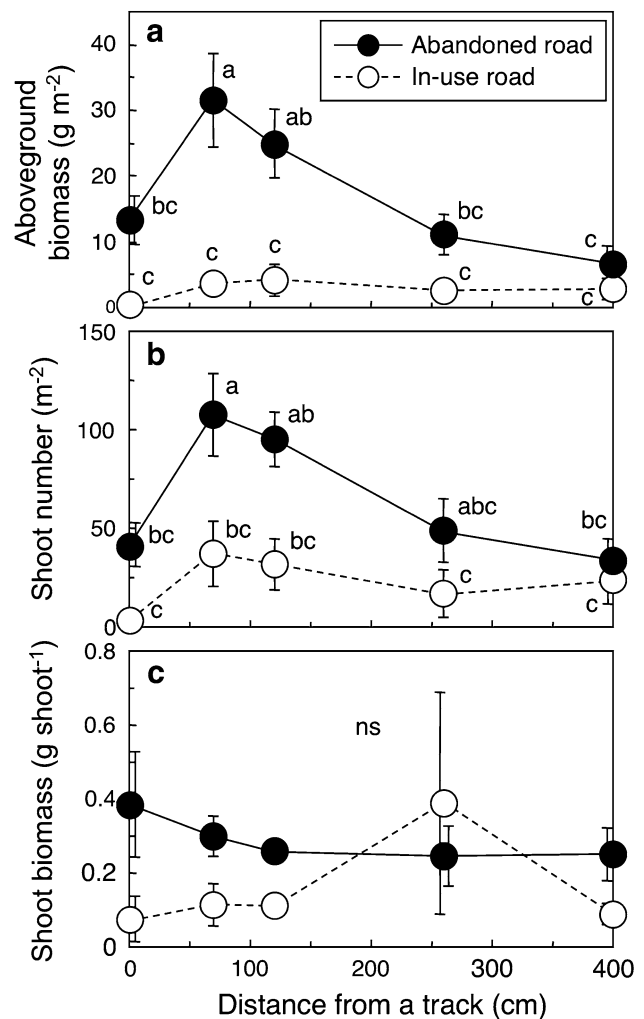 a
Abandoned road
In-use road
Aboveground
biomass (g m⁻²)
40
30
20
10
0
a
ab
bc
bc
c
c
c
c
c
c
b
Shoot number (m⁻²)
150
100
50
0
a
ab
abc
bc
bc
bc
bc
c
c
c
c
Shoot biomass (g shoot⁻¹)
0.8
0.6
0.4
0.2
0
ns
0
100
200
300
400
Distance from a track (cm)